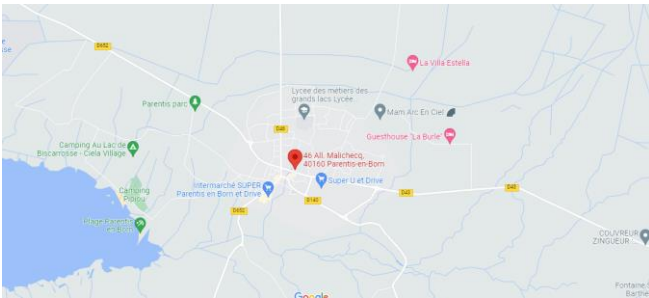 D652
La Villa Estella
Lycee des métiers des
grands lacs Lycée...
Parentis parc
Mam Arc En Ciel
D46
Guesthouse "La Burle"
Camping Au Lac de
Biscarrosse - Ciela Village
46 All. Malichecq,
40160 Parentis-en-Born
Super U et Drive
Intermarché SUPER
Parentis en Born et Drive
Camping
Pipiou
D43
D140
D652
Plage Parentis
en Born
COUVREUR
ZINGUEUR
Fontaine
Google